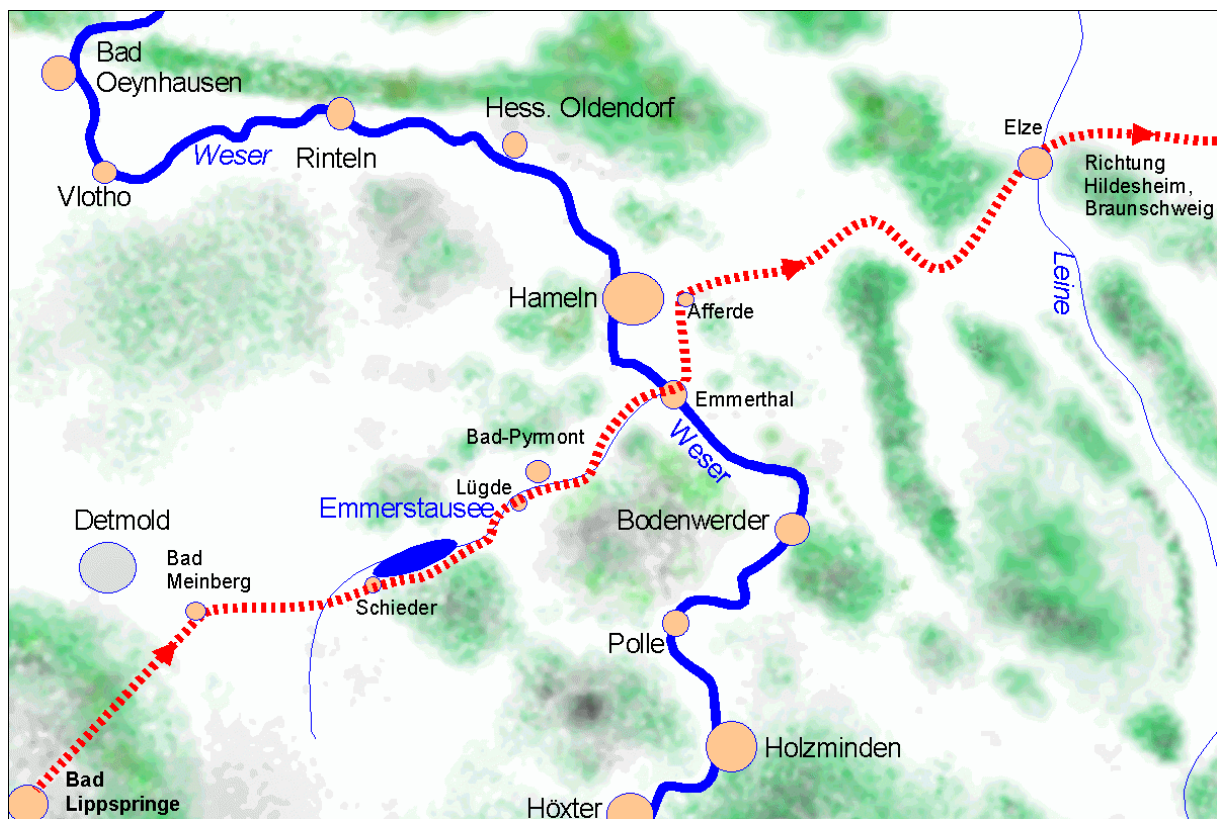 Bad
Oeynhausen
Hess. Oldendorf
Elze
Weser
Rinteln
Richtung
Hildesheim,
Braunschweig
Vlotho
Leine
Hameln
Afferde
Emmerthal
Bad-Pyrmont
Weser
Lügde
Emmerstausee
Detmold
Bodenwerder
Bad
Meinberg
Schieder
Polle
Holzminden
Bad
Lippspringe
Höxter